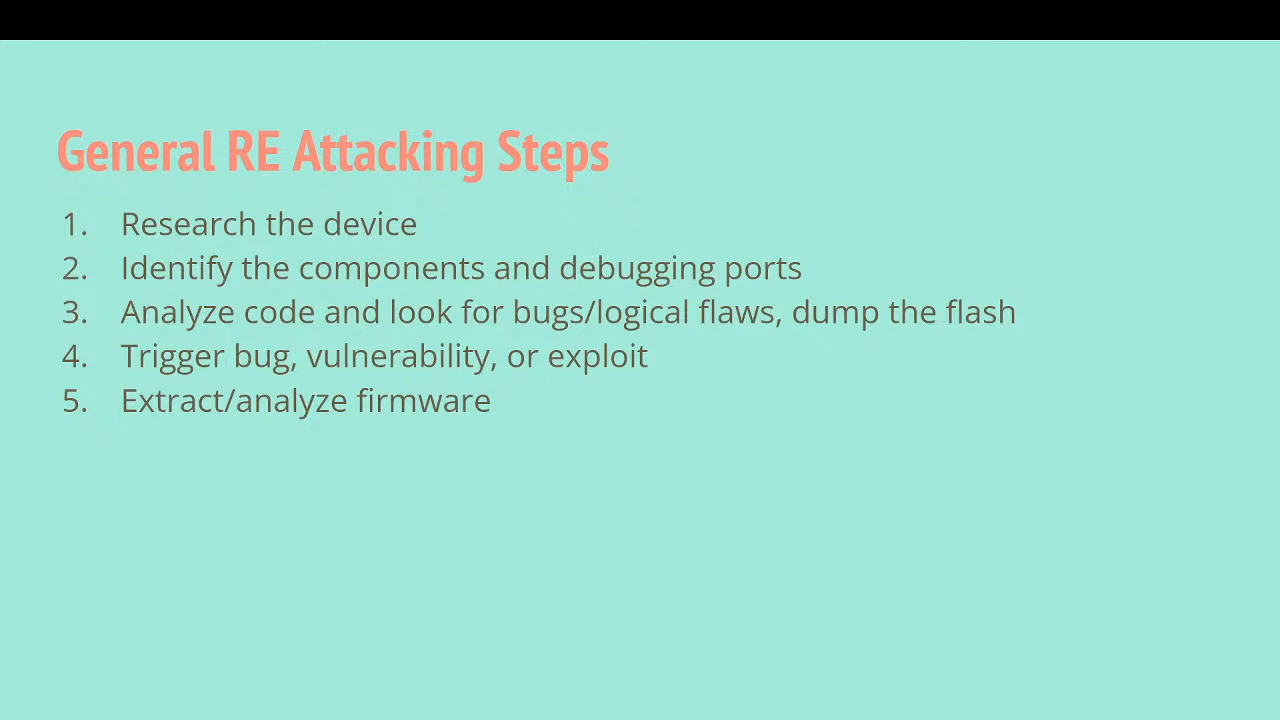 General RE Attacking Steps
1. Research the device
2. Identify the components and debugging ports
3. Analyze code and look for bugs/logical flaws, dump the flash
4. Trigger bug, vulnerability, or exploit
5. Extract/analyze firmware